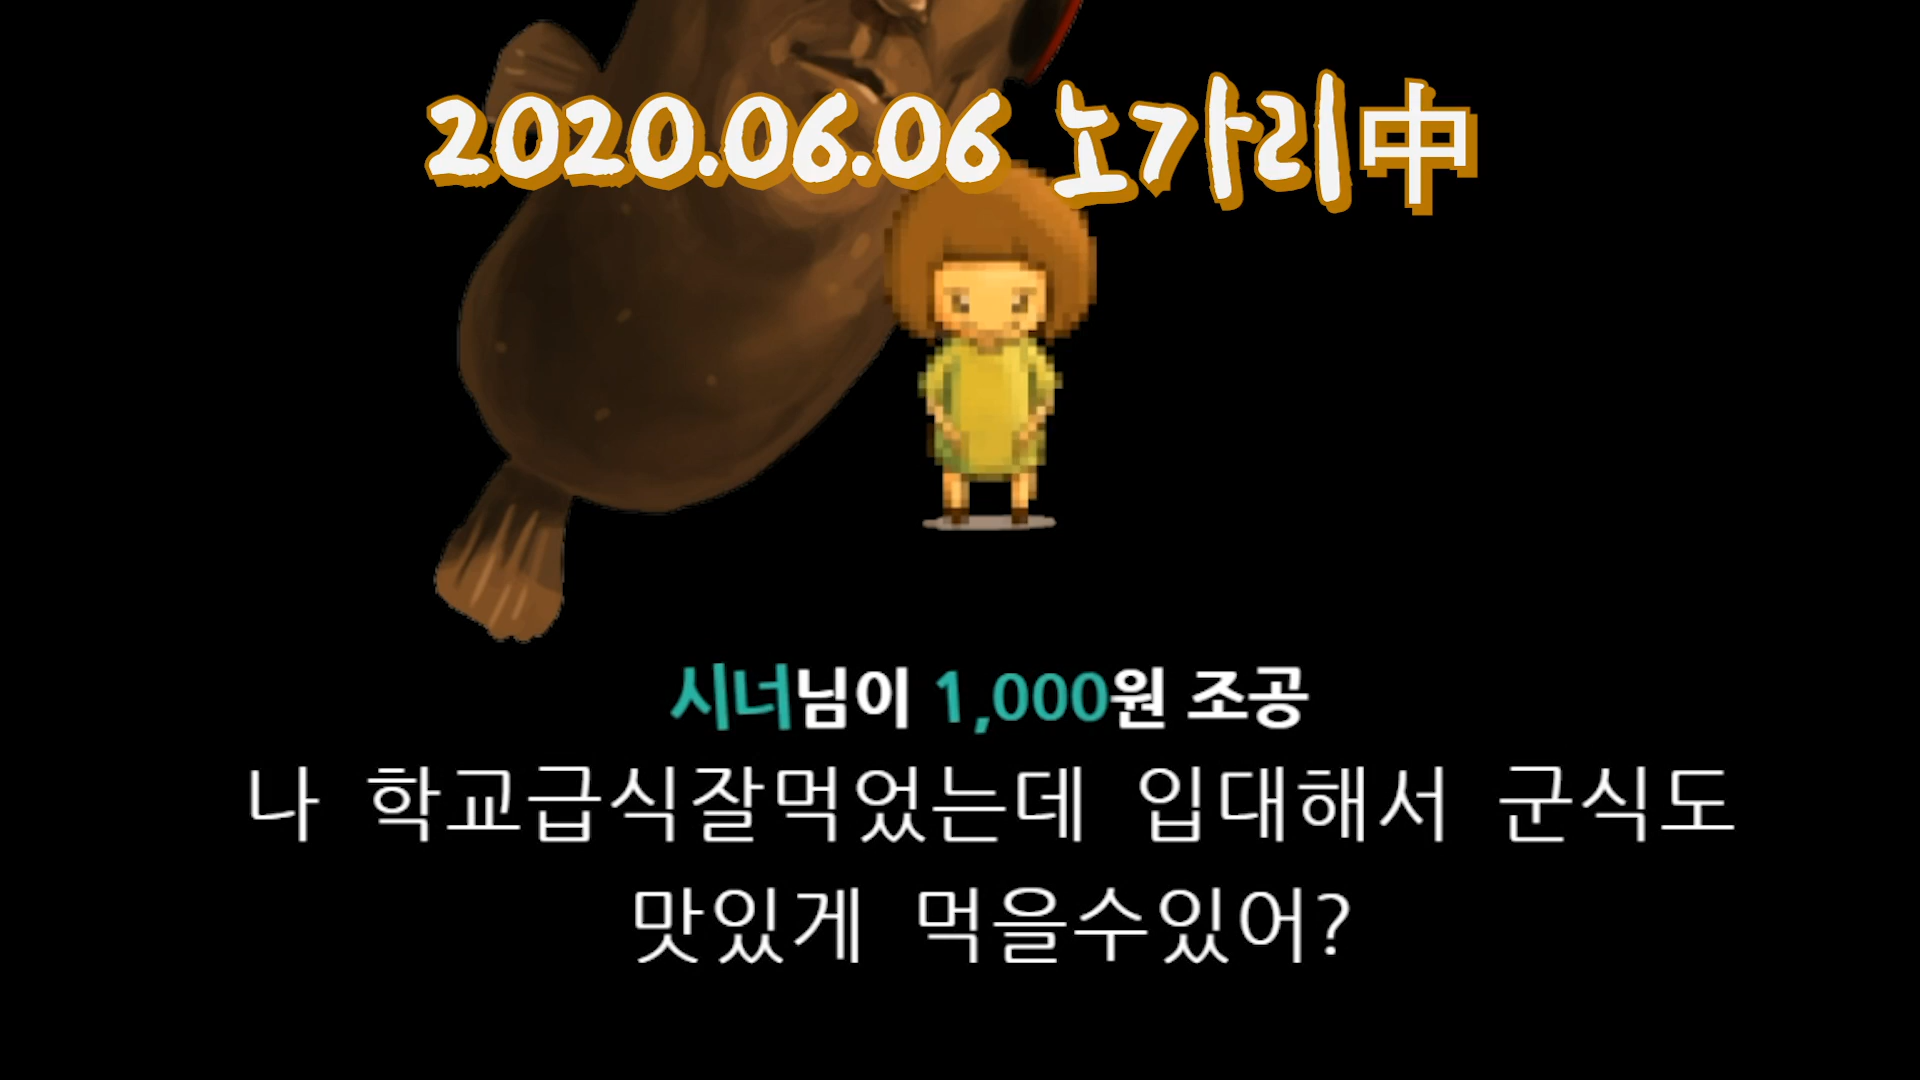 2020.06.06 노가리中
시너님이 1,000원 조공
나 학교급식잘먹었는데 입대해서 군식도
맛있게 먹을수있어?